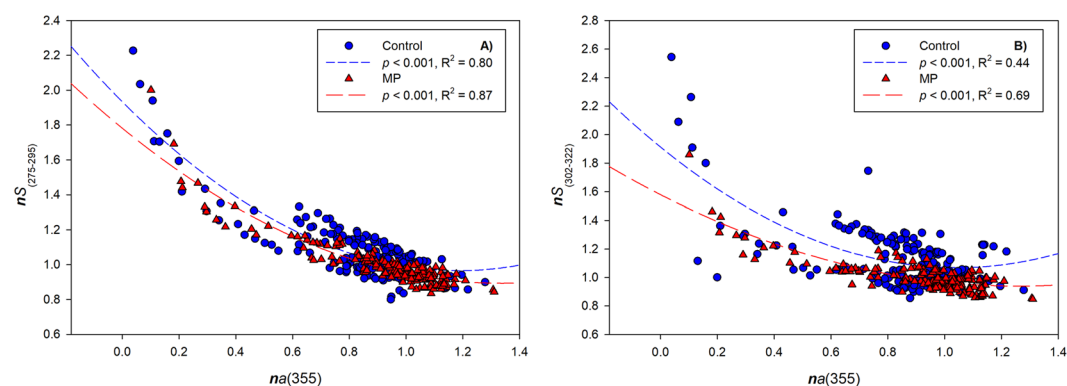 2.4
2.2
2.0
1.8
1.6
1.4
1.2
1.0
0.8
0.6
nS(275-295)
0.0 0.2 0.4 0.6 0.8 1.0 1.2 1.4
na(355)
Control A)
p < 0.001, R² = 0.80
MP
p < 0.001, R² = 0.87
2.8
2.6
2.4
2.2
2.0
1.8
1.6
1.4
1.2
1.0
0.8
0.6
nS(302-322)
0.0 0.2 0.4 0.6 0.8 1.0 1.2 1.4
na(355)
Control B)
p < 0.001, R² = 0.44
MP
p < 0.001, R² = 0.69